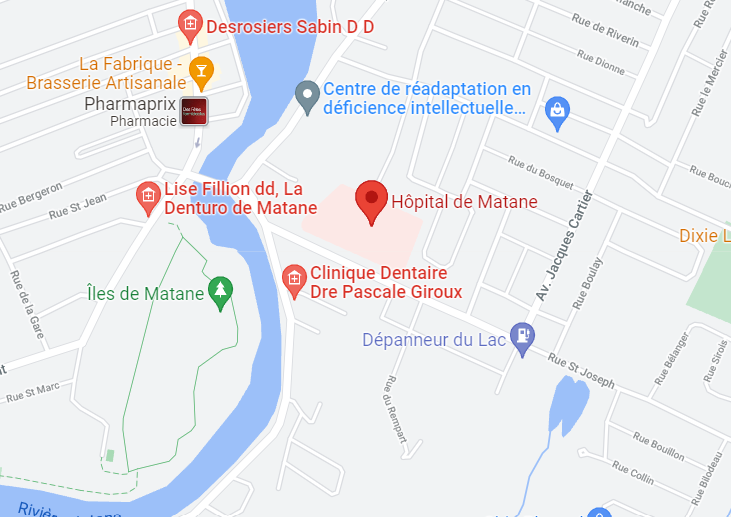 Desrosiers Sabin D D
La Fabrique -
Brasserie Artisanale
Pharmaprix
Pharmacie
Centre de réadaptation en
déficience intellectuelle...
Rue de Riverin
Rue Dionne
Rue le Mercier
Rue du Bosquet
Rue Bergeron
Rue St Jean
Lise Fillion dd, La
Denturo de Matane
Hôpital de Matane
Av. Jacques Cartier
Dixie L
Rue de la Gare
Îles de Matane
Clinique Dentaire
Dre Pascale Giroux
Rue Boulay
Dépanneur du Lac
Rue St Joseph
Rue Bélanger
Rue Sirois
Rue St Marc
Rue du Rempart
Rue Bouillon
Rue Collin
Rue Bilodeau